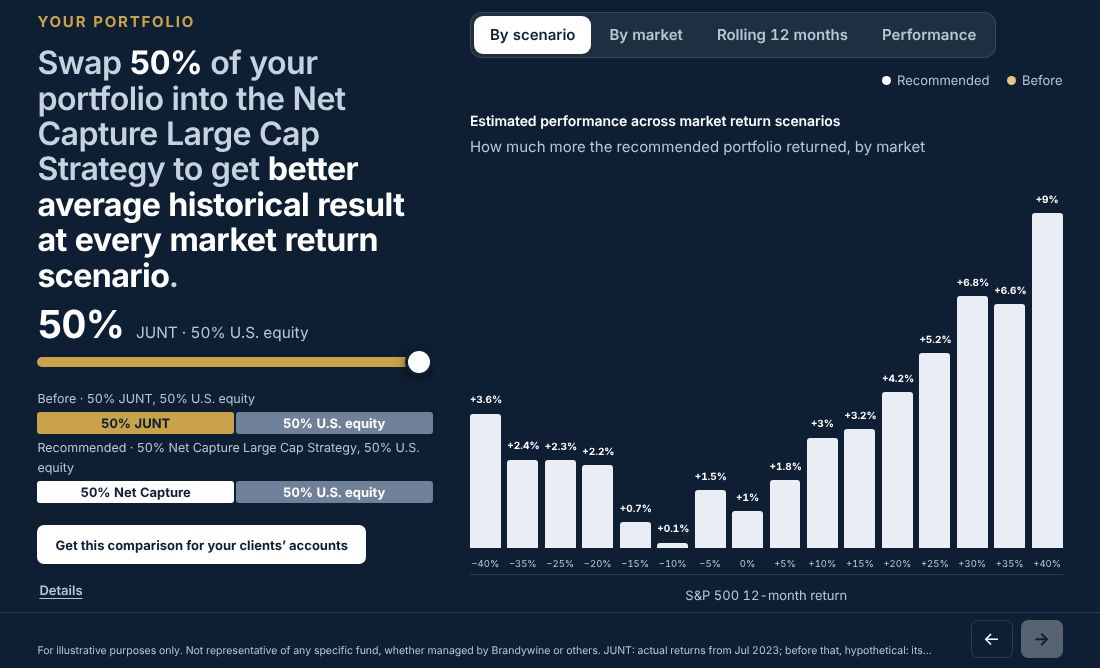 YOUR PORTFOLIO
Swap 50% of your
portfolio into the Net
Capture Large Cap
Strategy to get better
average historical result
at every market return
scenario.
50% JUNT · 50% U.S. equity
Before · 50% JUNT, 50% U.S. equity
50% JUNT 50% U.S. equity
Recommended · 50% Net Capture Large Cap Strategy, 50% U.S.
equity
50% Net Capture 50% U.S. equity
Get this comparison for your clients’ accounts
Details
By scenario By market Rolling 12 months Performance
Recommended Before
Estimated performance across market return scenarios
How much more the recommended portfolio returned, by market
+3.6% +2.4% +2.3% +2.2% +0.7% +0.1% +1.5% +1% +1.8% +3% +3.2% +4.2% +5.2% +6.8% +6.6% +9%
−40% −35% −25% −20% −15% −10% −5% 0% +5% +10% +15% +20% +25% +30% +35% +40%
S&P 500 12-month return
For illustrative purposes only. Not representative of any specific fund, whether managed by Brandywine or others. JUNT: actual returns from Jul 2023; before that, hypothetical: its…